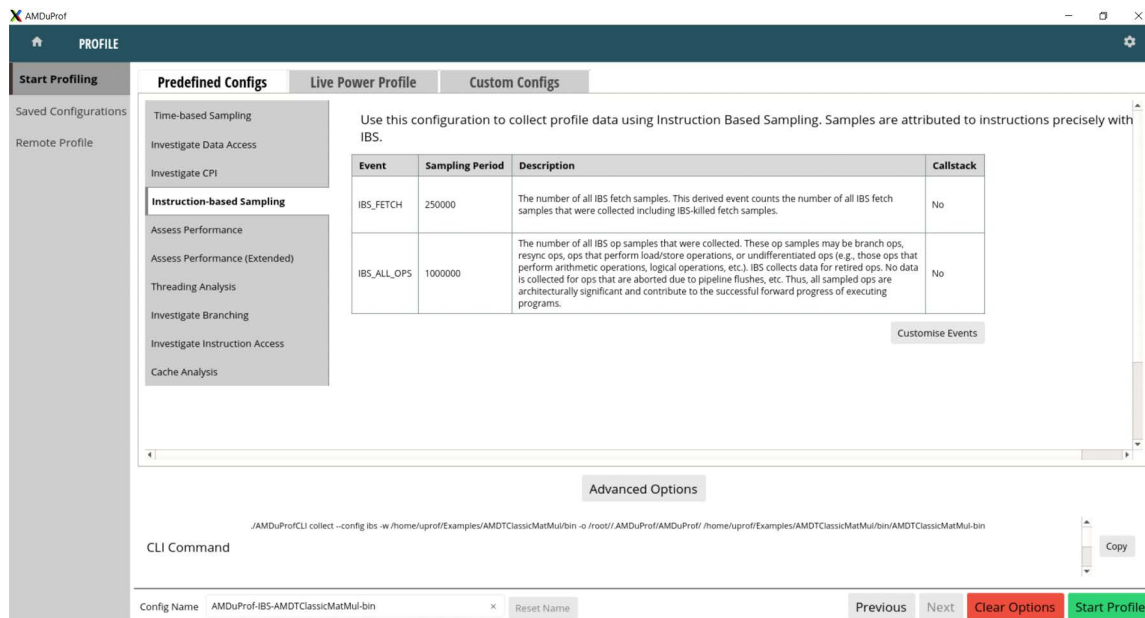 AMDuProf
PROFILE
Start Profiling
Saved Configurations
Remote Profile
Predefined Configs
Live Power Profile
Custom Configs
Time-based Sampling
Investigate Data Access
Investigate CPI
Instruction-based Sampling
Assess Performance
Assess Performance (Extended)
Threading Analysis
Investigate Branching
Investigate Instruction Access
Cache Analysis
Use this configuration to collect profile data using Instruction Based Sampling. Samples are attributed to instructions precisely with
IBS.
Event Sampling Period Description Callstack
IBS_FETCH 250000 The number of all IBS fetch samples. This derived event counts the number of all IBS fetch
samples that were collected including IBS-killed fetch samples. No
IBS_ALL_OPS 1000000 The number of all IBS op samples that were collected. These op samples may be branch ops,
resync ops, ops that perform load/store operations, or undifferentiated ops (e.g., those ops that
perform arithmetic operations, logical operations, etc.). IBS collects data for retired ops. No data
is collected for ops that are aborted due to pipeline flushes, etc. Thus, all sampled ops are
architecturally significant and contribute to the successful forward progress of executing
programs. No
Customise Events
Advanced Options
./AMDuProfCLI collect --config ibs -w /home/uprof/Examples/AMDTClassicMatMul/bin -o /root//.AMDuProf/AMDuProf/ /home/uprof/Examples/AMDTClassicMatMul/bin/AMDTClassicMatMul-bin
CLI Command
Copy
Config Name AMDuProf-IBS-AMDTClassicMatMul-bin Reset Name
Previous Next Clear Options Start Profile